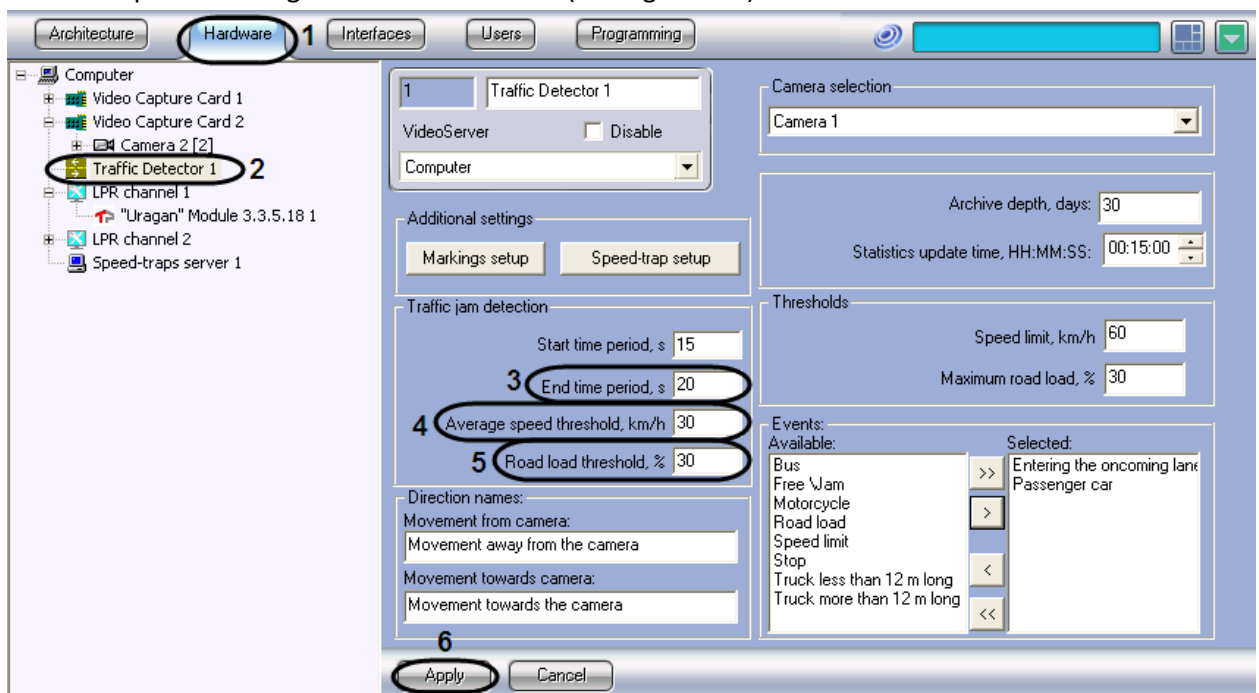 Architecture Hardware 1 Interfaces Users Programming
Computer
Video Capture Card 1
Video Capture Card 2
Camera 2 [2]
Traffic Detector 1 2
LPR channel 1
"Uragan" Module 3.3.5.18 1
LPR channel 2
Speed-traps server 1
1 Traffic Detector 1
VideoServer Disable
Computer
Additional settings
Markings setup Speed-trap setup
Traffic jam detection
Start time period, s 15
3 End time period, s 20
4 Average speed threshold, km/h 30
5 Road load threshold, % 30
Direction names:
Movement from camera:
Movement away from the camera
Movement towards camera:
Movement towards the camera
Camera selection
Camera 1
Archive depth, days: 30
Statistics update time, HH:MM:SS: 00:15:00
Thresholds
Speed limit, km/h 60
Maximum road load, % 30
Events:
Available: Selected:
Bus
Free \Jam
Motorcycle
Road load
Speed limit
Stop
Truck less than 12 m long
Truck more than 12 m long
>>
>
<
<<
Entering the oncoming lane
Passenger car
6
Apply Cancel